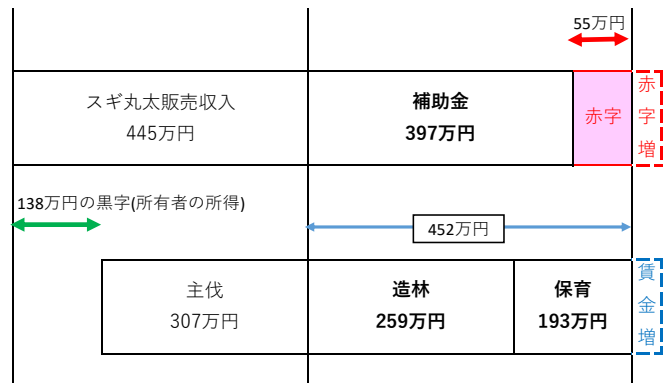 55万円
スギ丸太販売収入
445万円
補助金
397万円
赤字
赤字増
138万円の黒字(所有者の所得)
452万円
主伐
307万円
造林
259万円
保育
193万円
賃金増